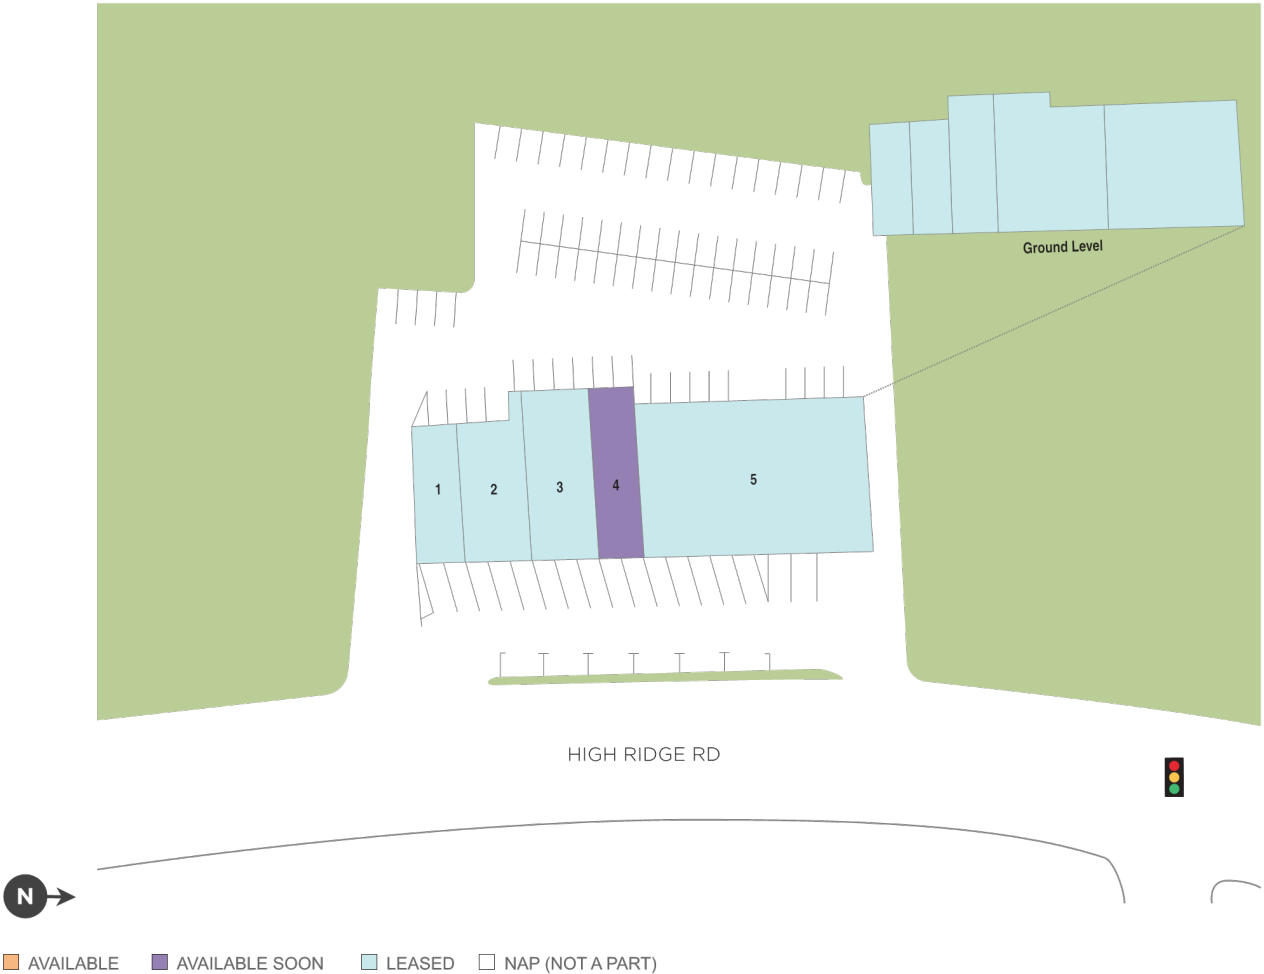 Ground Level
1
2
3
4
5
HIGH RIDGE RD
N
AVAILABLE
AVAILABLE SOON
LEASED
NAP (NOT A PART)